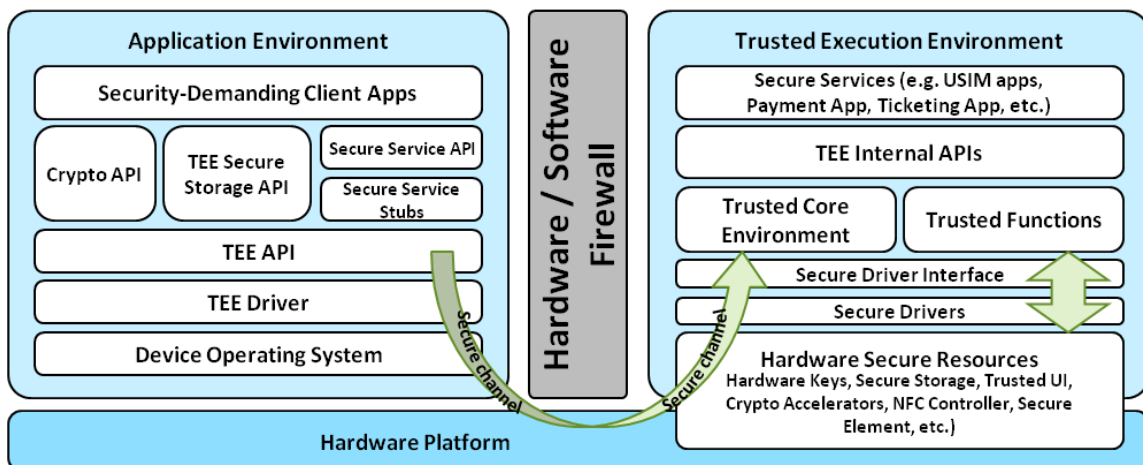 Application Environment
Security-Demanding Client Apps
Crypto API
TEE Secure
Storage API
Secure Service API
Secure Service
Stubs
TEE API
TEE Driver
Device Operating System
Secure channel
Hardware / Software
Firewall
Trusted Execution Environment
Secure Services (e.g. USIM apps,
Payment App, Ticketing App, etc.)
TEE Internal APIs
Trusted Core
Environment
Trusted Functions
Secure Driver Interface
Secure Drivers
Secure channel
Hardware Secure Resources
Hardware Keys, Secure Storage, Trusted UI,
Crypto Accelerators, NFC Controller, Secure
Element, etc.)
Hardware Platform